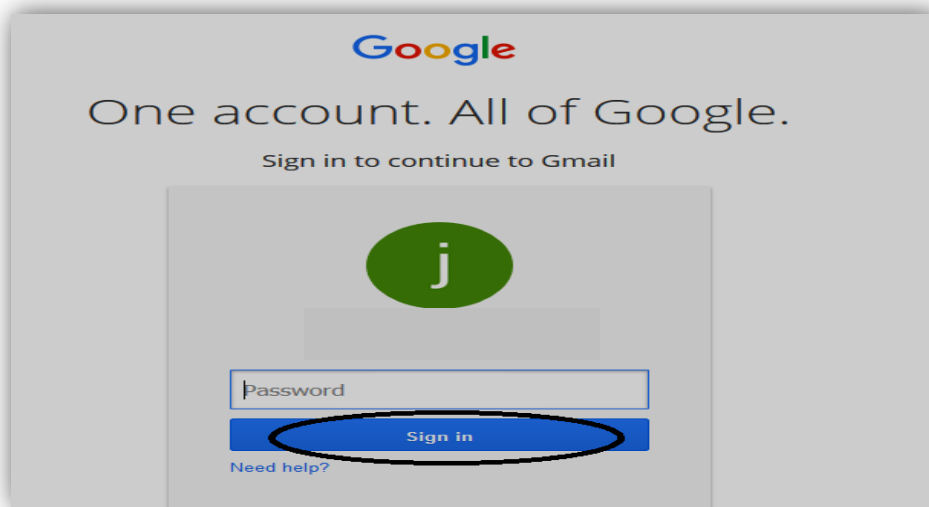 Google
One account. All of Google.
Sign in to continue to Gmail
j
Password
Sign in
Need help?